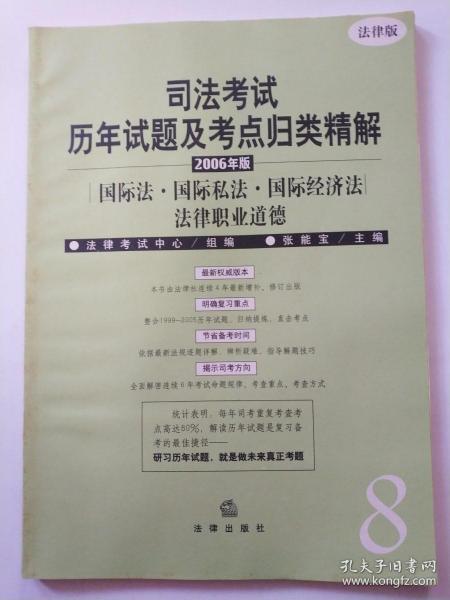 法律版
司法考试
历年试题及考点归类精解
2006年版
国际法·国际私法·国际经济法
法律职业道德
●法律考试中心/组编 ●张能宝/主编
最新权威版本
本书由法律社连续4年最新增补、修订出版
明确复习重点
整合1999—2005历年试题、归纳提炼、直击考点
节省备考时间
依据最新法规逐题详解、辨析疑难、指导解题技巧
揭示司考方向
全面解密连续6年考试命题规律、考查重点、考查方式
统计表明，每年司考重复考查考
点高达80%，解读历年试题是复习备
考的最佳捷径——
研习历年试题，就是做未来真正考题
法律出版社
8
孔夫子旧书网
www.kongfz.com